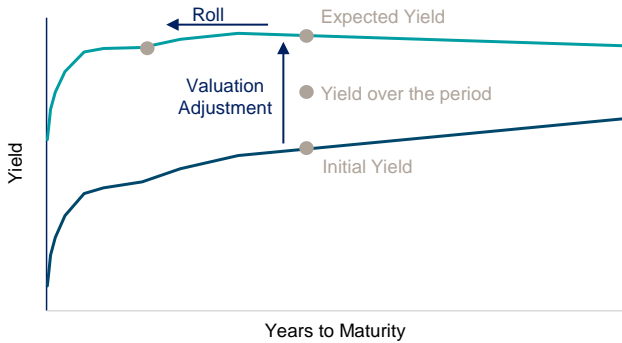 Roll
Expected Yield
Valuation
Adjustment
Yield over the period
Initial Yield
Yield
Years to Maturity